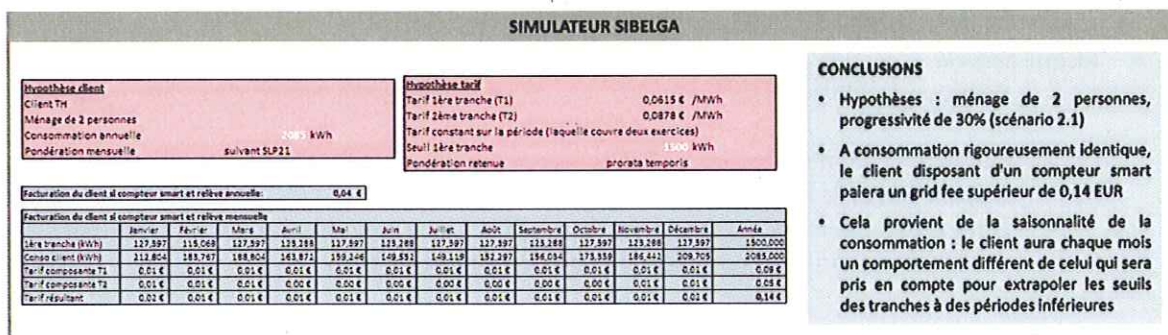 SIMULATEUR SIBELGA
Hypothèse client
Client TH
Ménage de 2 personnes
Consommation annuelle 2085 kWh
Pondération mensuelle suivant SLP21
Hypothèse tarif
Tarif 1ère tranche (T1) 0,0615 € /MWh
Tarif 2ème tranche (T2) 0,0878 € /MWh
Tarif constant sur la période (laquelle couvre deux exercices)
Seuil 1ère tranche 1500 kWh
Pondération retenue prorata temporis
Facturation du client si compteur smart et relève annuelle: 0,04 €
Facturation du client si compteur smart et relève mensuelle
Janvier Février Mars Avril Mai Juin Juillet Août Septembre Octobre Novembre Décembre Année
1ère tranche (kWh) 127,397 115,068 127,397 123,288 127,397 123,288 127,397 127,397 123,288 127,397 123,288 127,397 1500,000
Conso client (kWh) 212,804 183,767 188,804 163,872 159,246 149,552 149,119 152,297 156,034 173,359 186,442 209,705 2085,000
Tarif composante T1 0,01 € 0,01 € 0,01 € 0,01 € 0,01 € 0,01 € 0,01 € 0,01 € 0,01 € 0,01 € 0,01 € 0,01 € 0,09 €
Tarif composante T2 0,01 € 0,01 € 0,01 € 0,00 € 0,00 € 0,00 € 0,00 € 0,00 € 0,00 € 0,00 € 0,01 € 0,01 € 0,05 €
Tarif résultant 0,02 € 0,01 € 0,01 € 0,01 € 0,01 € 0,01 € 0,01 € 0,01 € 0,01 € 0,01 € 0,01 € 0,02 € 0,14 €
CONCLUSIONS
• Hypothèses : ménage de 2 personnes,
progressivité de 30% (scénario 2.1)
• A consommation rigoureusement identique,
le client disposant d'un compteur smart
paiera un grid fee supérieur de 0,14 EUR
• Cela provient de la saisonnalité de la
consommation : le client aura chaque mois
un comportement différent de celui qui sera
pris en compte pour extrapoler les seuils
des tranches à des périodes inférieures